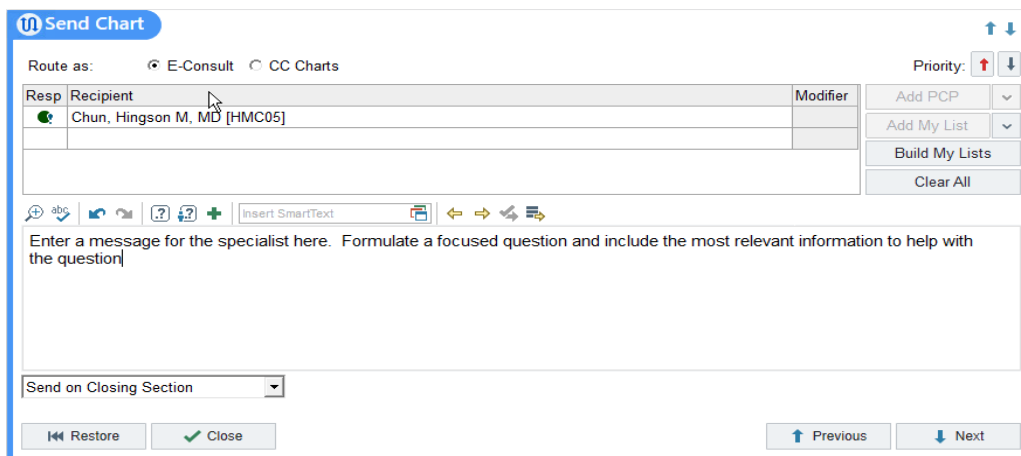 Send Chart
Route as: E-Consult CC Charts Priority:
Resp Recipient Modifier Add PCP
Chun, Hingson M, MD [HMC05]
Add My List
Build My Lists
Clear All
abc .? ? Insert SmartText
Enter a message for the specialist here. Formulate a focused question and include the most relevant information to help with
the question
Send on Closing Section
Restore Close Previous Next